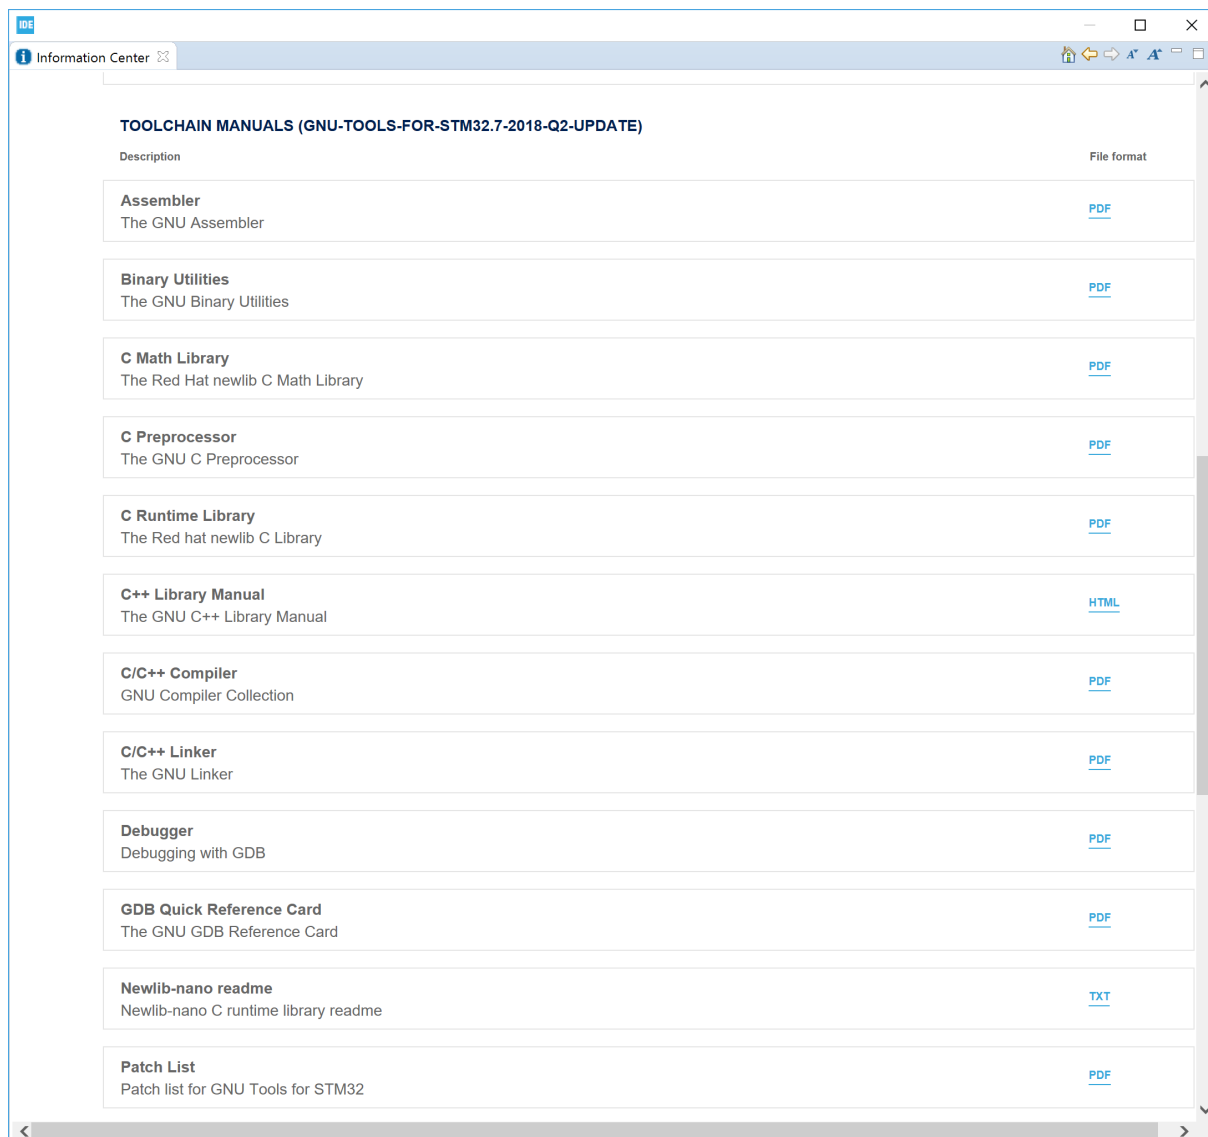 IDE
Information Center
TOOLCHAIN MANUALS (GNU-TOOLS-FOR-STM32.7-2018-Q2-UPDATE)
Description File format
Assembler
The GNU Assembler
PDF
Binary Utilities
The GNU Binary Utilities
PDF
C Math Library
The Red Hat newlib C Math Library
PDF
C Preprocessor
The GNU C Preprocessor
PDF
C Runtime Library
The Red hat newlib C Library
PDF
C++ Library Manual
The GNU C++ Library Manual
HTML
C/C++ Compiler
GNU Compiler Collection
PDF
C/C++ Linker
The GNU Linker
PDF
Debugger
Debugging with GDB
PDF
GDB Quick Reference Card
The GNU GDB Reference Card
PDF
Newlib-nano readme
Newlib-nano C runtime library readme
TXT
Patch List
Patch list for GNU Tools for STM32
PDF